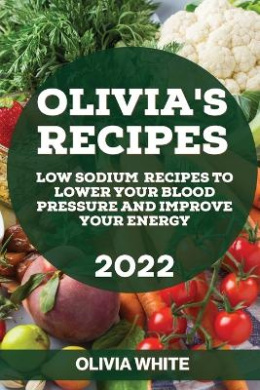 OLIVIA'S
RECIPES
LOW SODIUM RECIPES TO
LOWER YOUR BLOOD
PRESSURE AND IMPROVE
YOUR ENERGY
2022
OLIVIA WHITE